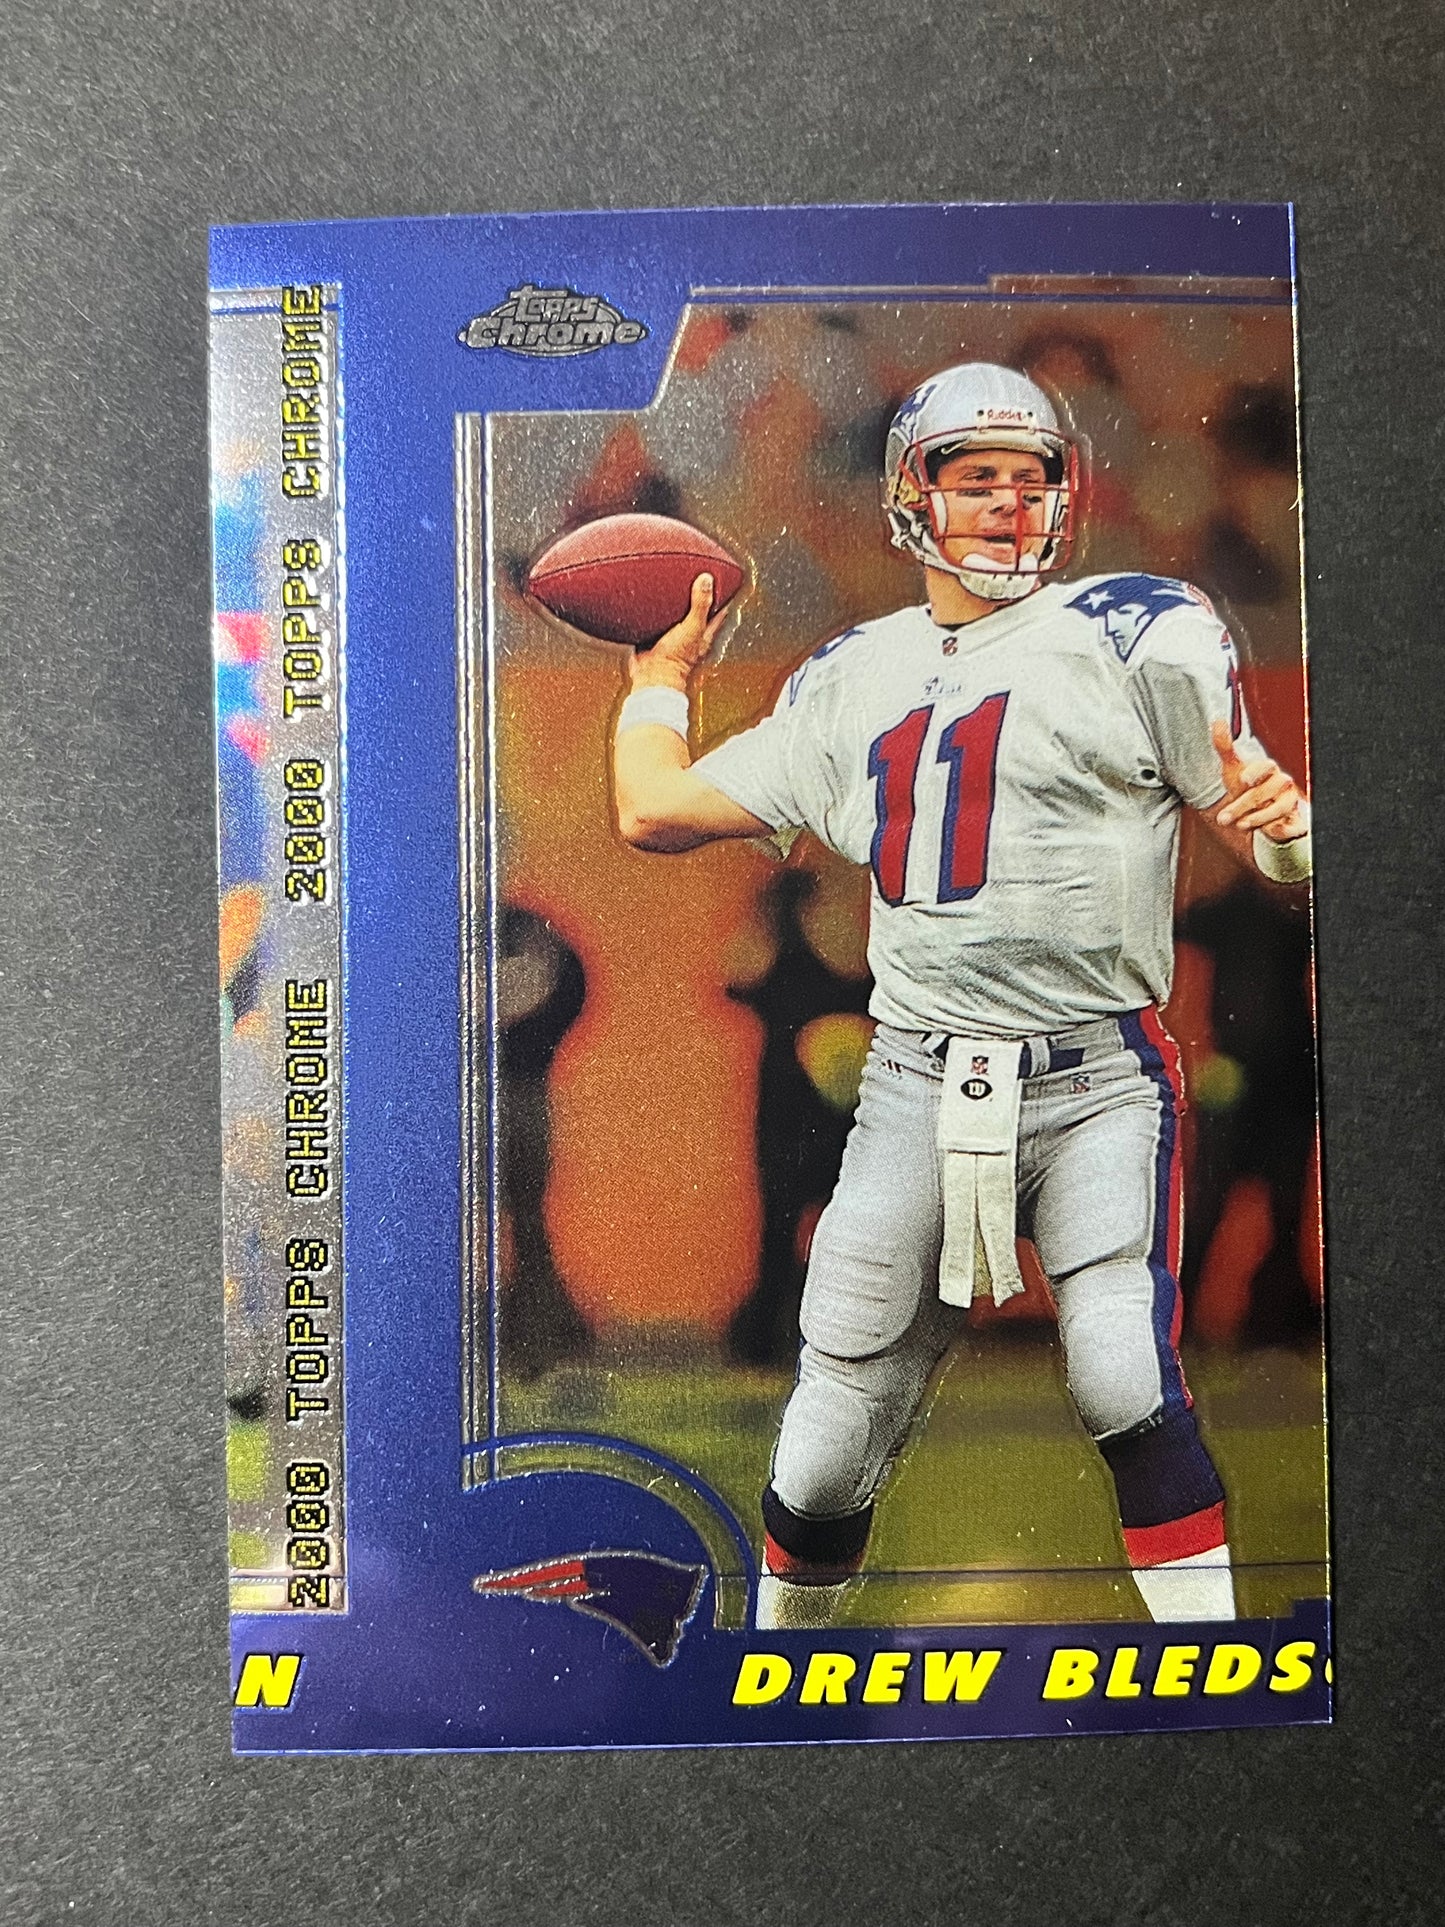 Topps
Chrome
2000 TOPPS CHROME 2000 TOPPS CHROME
Riddell
11
N
DREW BLEDS